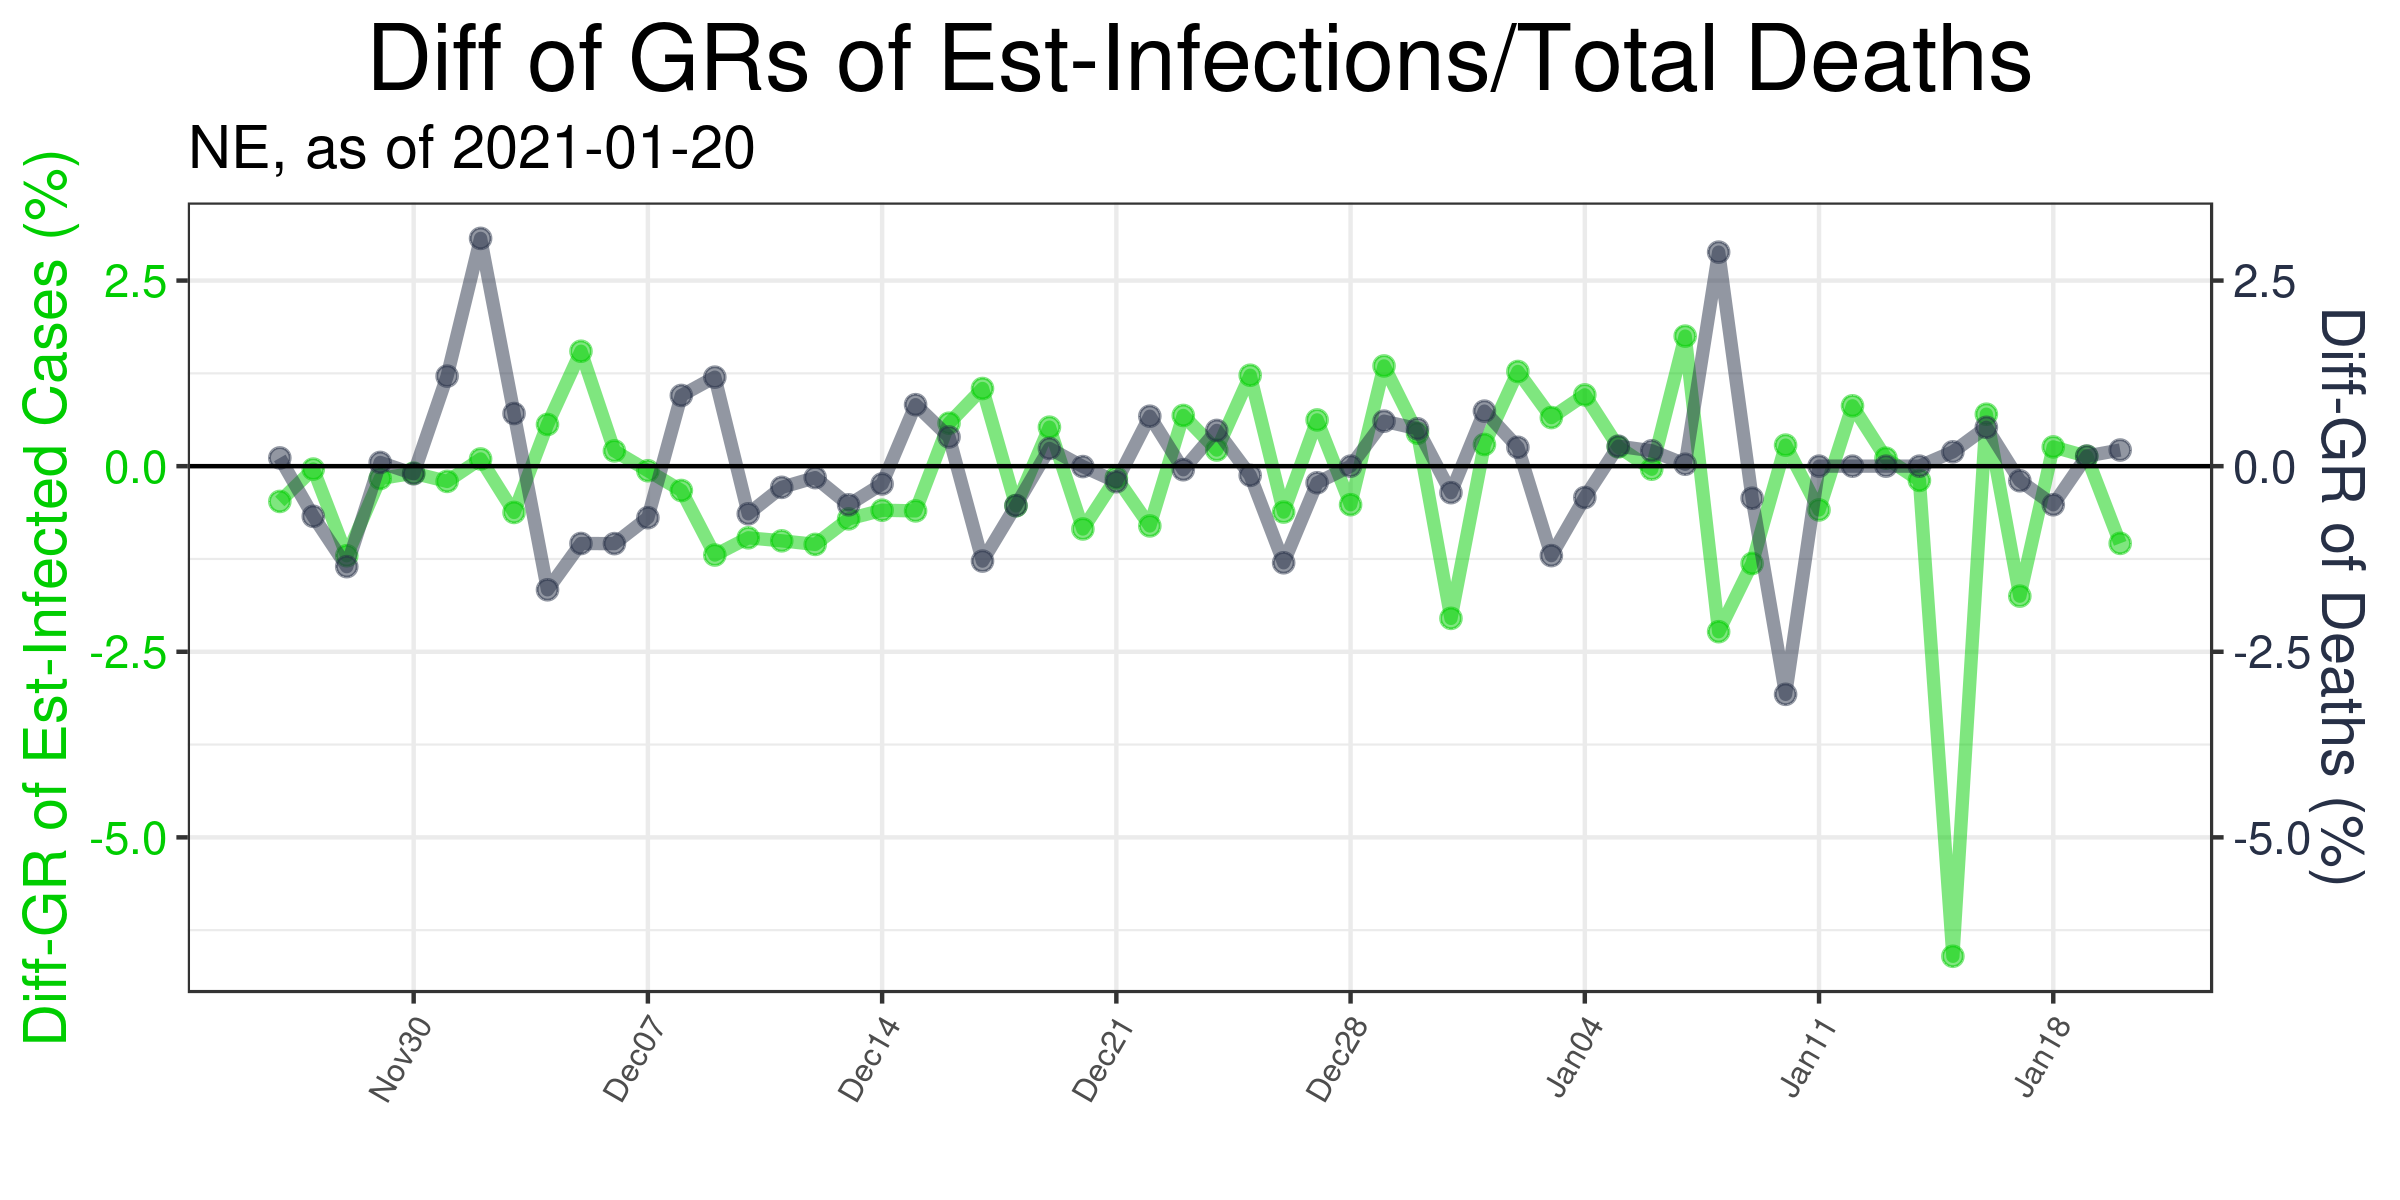 Diff of GRs of Est-Infections/Total Deaths
NE, as of 2021-01-20
Diff-GR of Est-Infected Cases (%)
2.5
0.0
-2.5
-5.0
2.5
0.0
-2.5
-5.0
Diff-GR of Deaths (%)
Nov30
Dec07
Dec14
Dec21
Dec28
Jan04
Jan11
Jan18